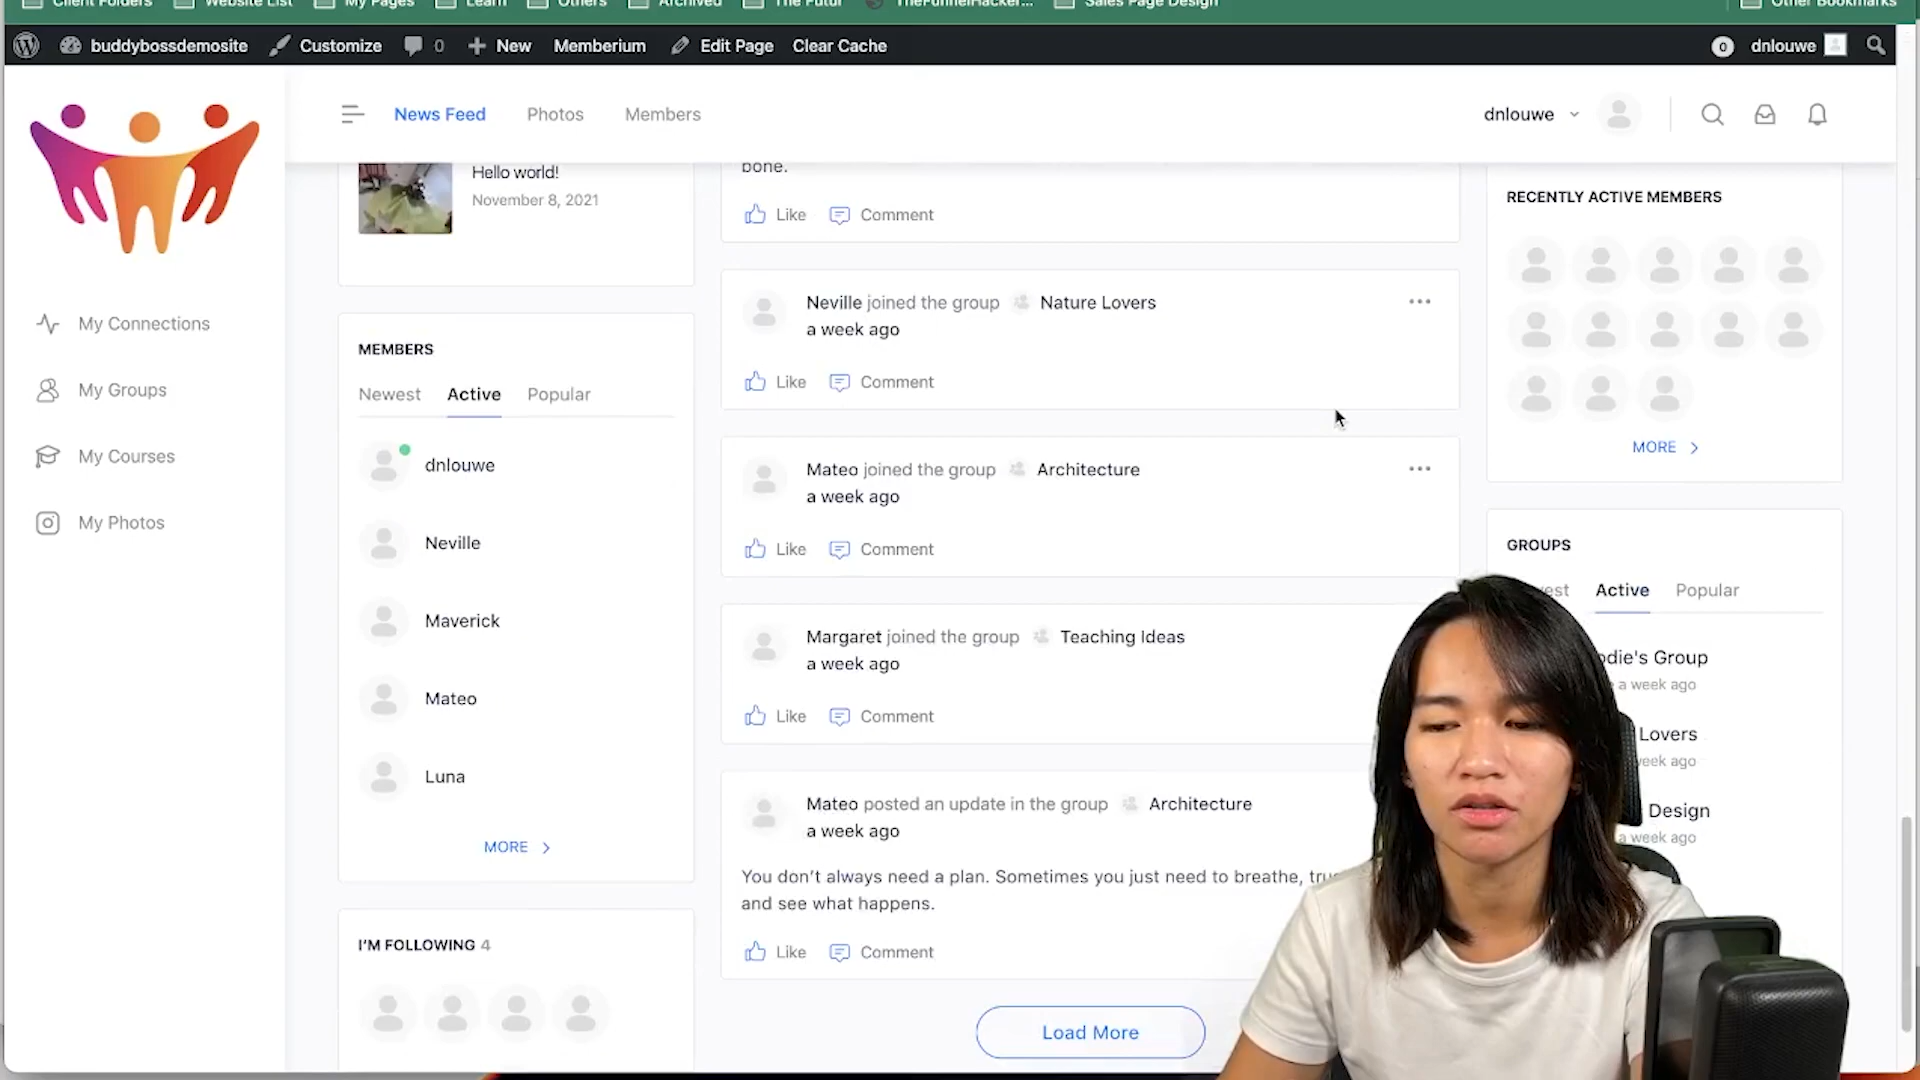 Client Folders Website List My Pages Learn Others Archived The Futur TheFunnelHacker... Sales Page Design Other Bookmarks
buddybossdemosite Customize 0 New Memberium Edit Page Clear Cache 0 dnlouwe
News Feed Photos Members dnlouwe
My Connections
My Groups
My Courses
My Photos
Hello world!
November 8, 2021
MEMBERS
Newest Active Popular
dnlouwe
Neville
Maverick
Mateo
Luna
MORE
I'M FOLLOWING 4
bone.
Like Comment
Neville joined the group Nature Lovers
a week ago
Like Comment
Mateo joined the group Architecture
a week ago
Like Comment
Margaret joined the group Teaching Ideas
a week ago
Like Comment
Mateo posted an update in the group Architecture
a week ago
You don't always need a plan. Sometimes you just need to breathe,
and see what happens.
Like Comment
Load More
RECENTLY ACTIVE MEMBERS
MORE
GROUPS
Active Popular
Group
a week ago
Lovers
week ago
Design
a week ago